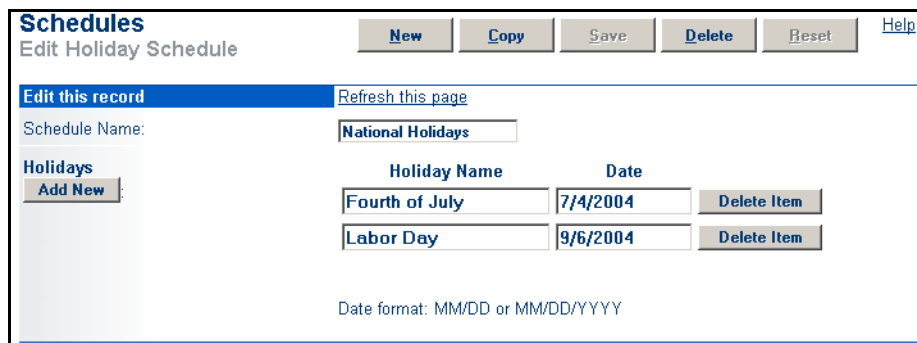 Schedules
Edit Holiday Schedule
New Copy Save Delete Reset Help
Edit this record Refresh this page
Schedule Name: National Holidays
Holidays Holiday Name Date
Add New : Fourth of July 7/4/2004 Delete Item
Labor Day 9/6/2004 Delete Item
Date format: MM/DD or MM/DD/YYYY